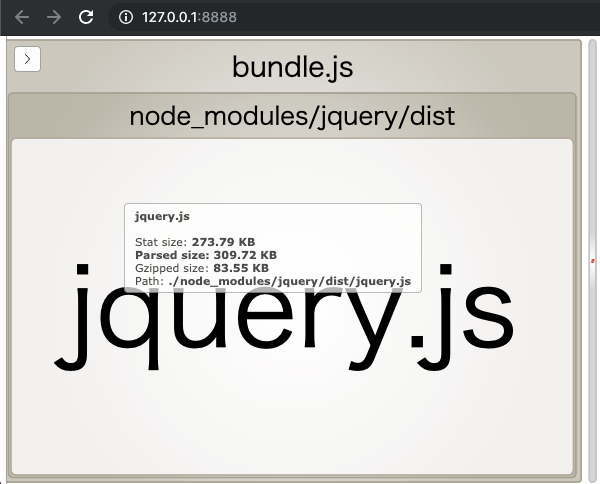 127.0.0.1:8888
bundle.js
node_modules/jquery/dist
jquery.js
Stat size: 273.79 KB
Parsed size: 309.72 KB
Gzipped size: 83.55 KB
Path: ./node_modules/jquery/dist/jquery.js
jquery.js